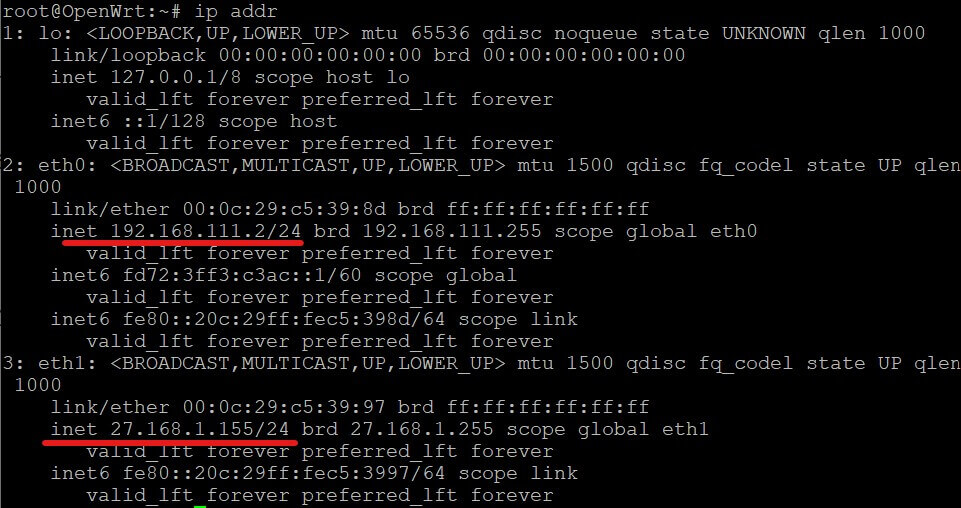 root@OpenWrt:~# ip addr
1: lo: <LOOPBACK,UP,LOWER_UP> mtu 65536 qdisc noqueue state UNKNOWN qlen 1000
    link/loopback 00:00:00:00:00:00 brd 00:00:00:00:00:00
    inet 127.0.0.1/8 scope host lo
       valid_lft forever preferred_lft forever
    inet6 ::1/128 scope host
       valid_lft forever preferred_lft forever
2: eth0: <BROADCAST,MULTICAST,UP,LOWER_UP> mtu 1500 qdisc fq_codel state UP qlen
 1000
    link/ether 00:0c:29:c5:39:8d brd ff:ff:ff:ff:ff:ff
    inet 192.168.111.2/24 brd 192.168.111.255 scope global eth0
       valid_lft forever preferred_lft forever
    inet6 fd72:3ff3:c3ac::1/60 scope global
       valid_lft forever preferred_lft forever
    inet6 fe80::20c:29ff:fec5:398d/64 scope link
       valid_lft forever preferred_lft forever
3: eth1: <BROADCAST,MULTICAST,UP,LOWER_UP> mtu 1500 qdisc fq_codel state UP qlen
 1000
    link/ether 00:0c:29:c5:39:97 brd ff:ff:ff:ff:ff:ff
    inet 27.168.1.155/24 brd 27.168.1.255 scope global eth1
       valid_lft forever preferred_lft forever
    inet6 fe80::20c:29ff:fec5:3997/64 scope link
       valid_lft forever preferred_lft forever